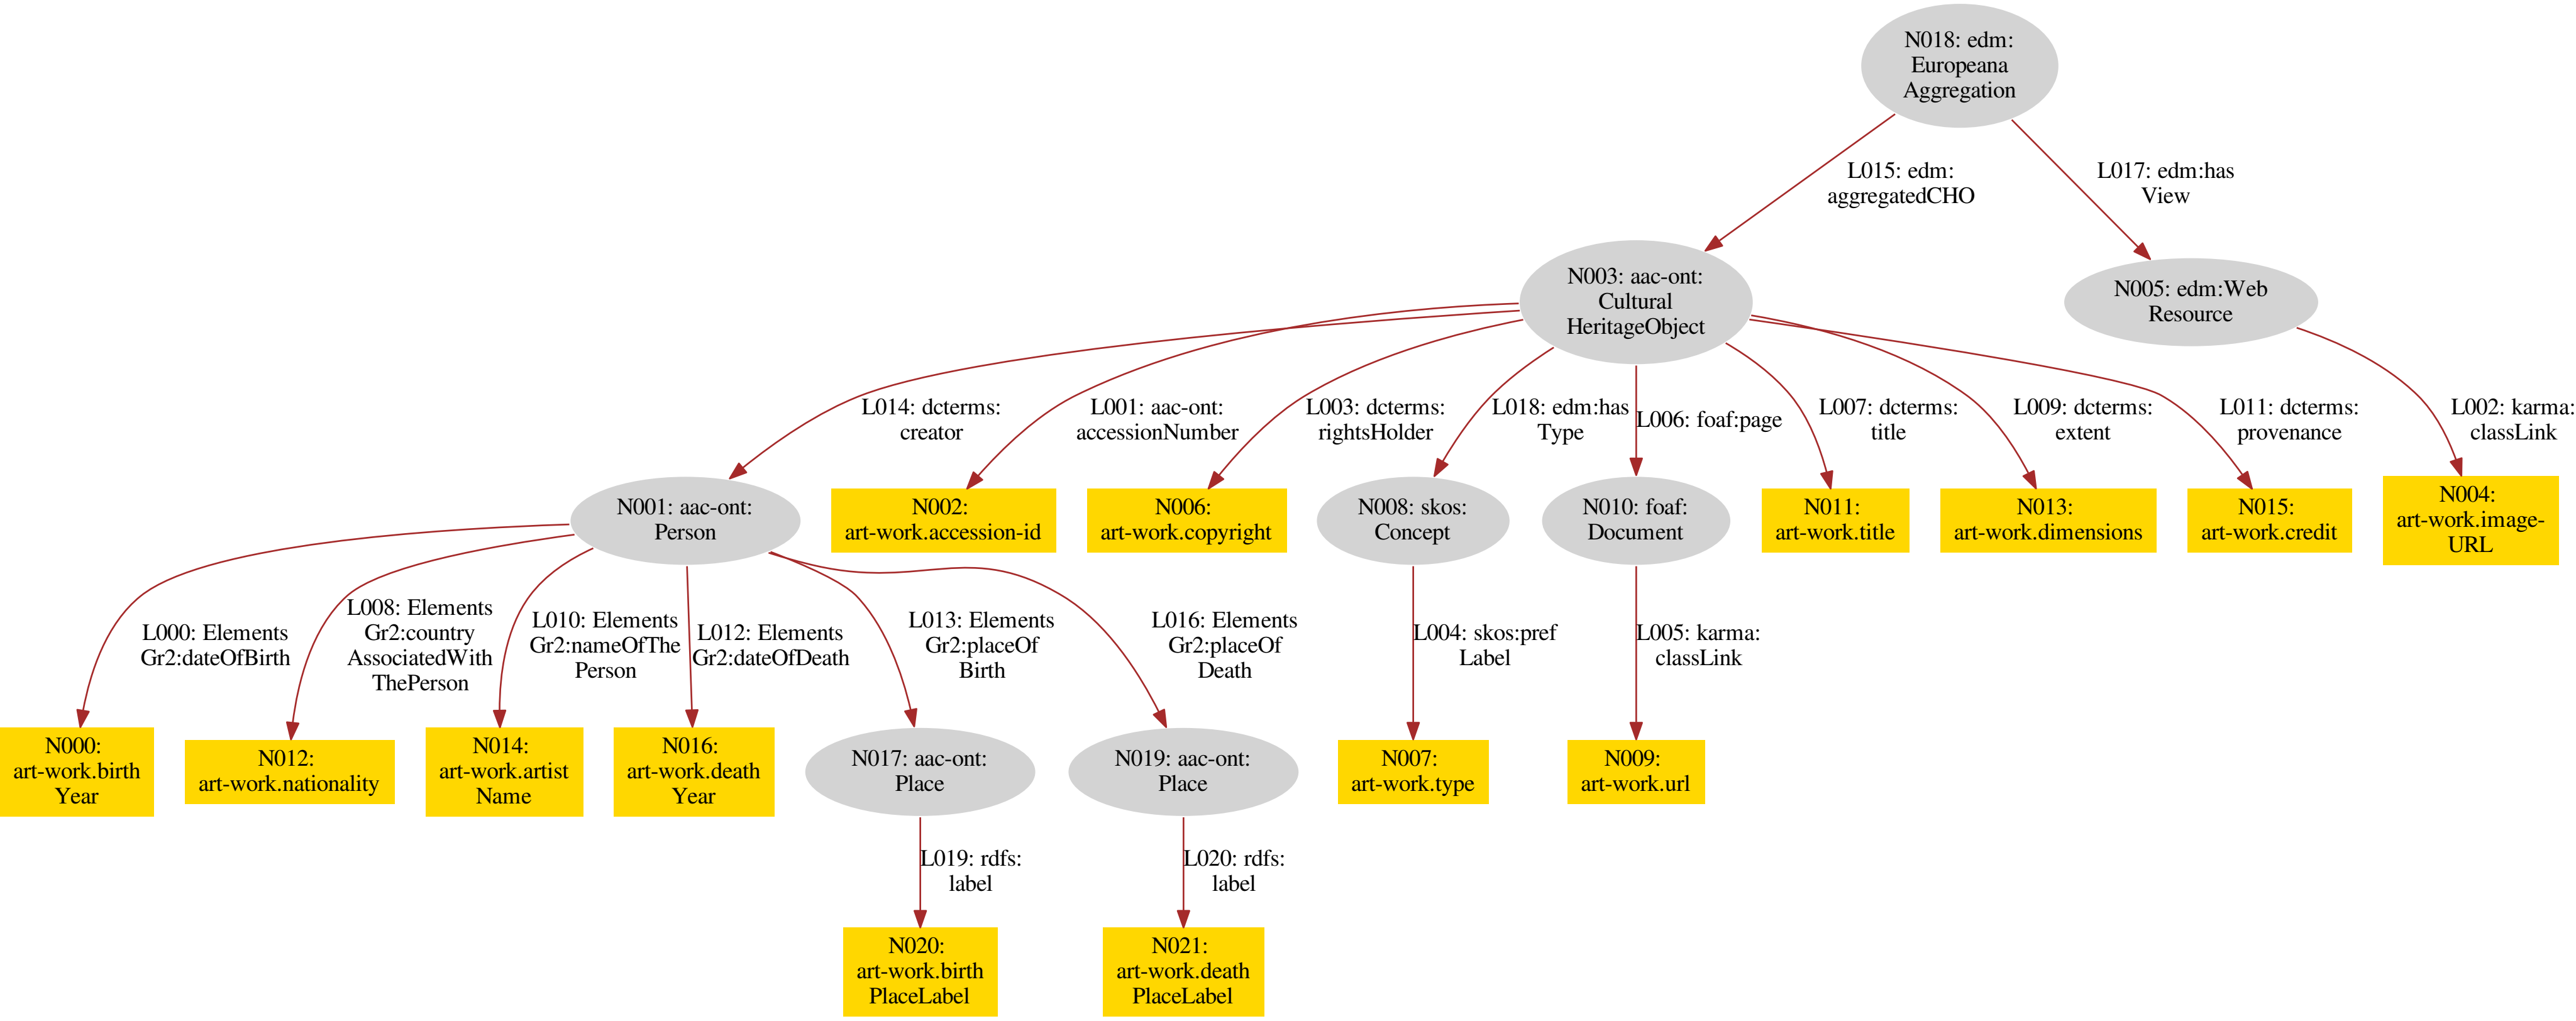 N018: edm:
Europeana
Aggregation
L015: edm:
aggregatedCHO
L017: edm:has
View
N003: aac-ont:
Cultural
HeritageObject
N005: edm:Web
Resource
L014: dcterms:
creator
L001: aac-ont:
accessionNumber
L003: dcterms:
rightsHolder
L018: edm:has
Type
L006: foaf:page
L007: dcterms:
title
L009: dcterms:
extent
L011: dcterms:
provenance
L002: karma:
classLink
N001: aac-ont:
Person
N002:
art-work.accession-id
N006:
art-work.copyright
N008: skos:
Concept
N010: foaf:
Document
N011:
art-work.title
N013:
art-work.dimensions
N015:
art-work.credit
N004:
art-work.image-
URL
L000: Elements
Gr2:dateOfBirth
L008: Elements
Gr2:country
AssociatedWith
ThePerson
L010: Elements
Gr2:nameOfThe
Person
L012: Elements
Gr2:dateOfDeath
L013: Elements
Gr2:placeOf
Birth
L016: Elements
Gr2:placeOf
Death
L004: skos:pref
Label
L005: karma:
classLink
N000:
art-work.birth
Year
N012:
art-work.nationality
N014:
art-work.artist
Name
N016:
art-work.death
Year
N017: aac-ont:
Place
N019: aac-ont:
Place
N007:
art-work.type
N009:
art-work.url
L019: rdfs:
label
L020: rdfs:
label
N020:
art-work.birth
PlaceLabel
N021:
art-work.death
PlaceLabel